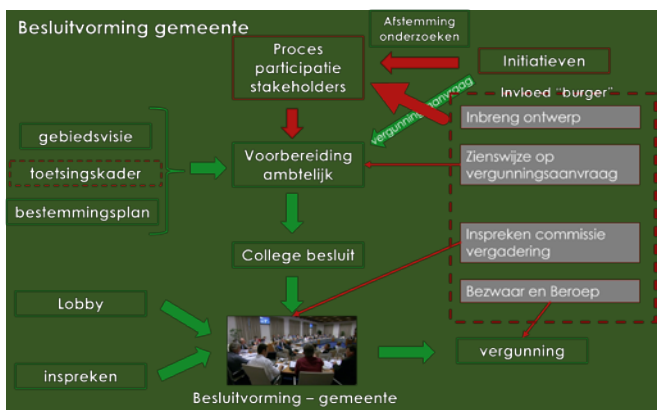 Besluitvorming gemeente
Afstemming
onderzoeken
Proces
participatie
stakeholders
Initiatieven
Invloed "burger"
vergunningaanvraag
Inbreng ontwerp
gebiedsvisie
toetsingskader
bestemmingsplan
Voorbereiding
ambtelijk
Zienswijze op
vergunningsaanvraag
College besluit
Inspreken commissie
vergadering
Bezwaar en Beroep
Lobby
inspreken
vergunning
Besluitvorming – gemeente